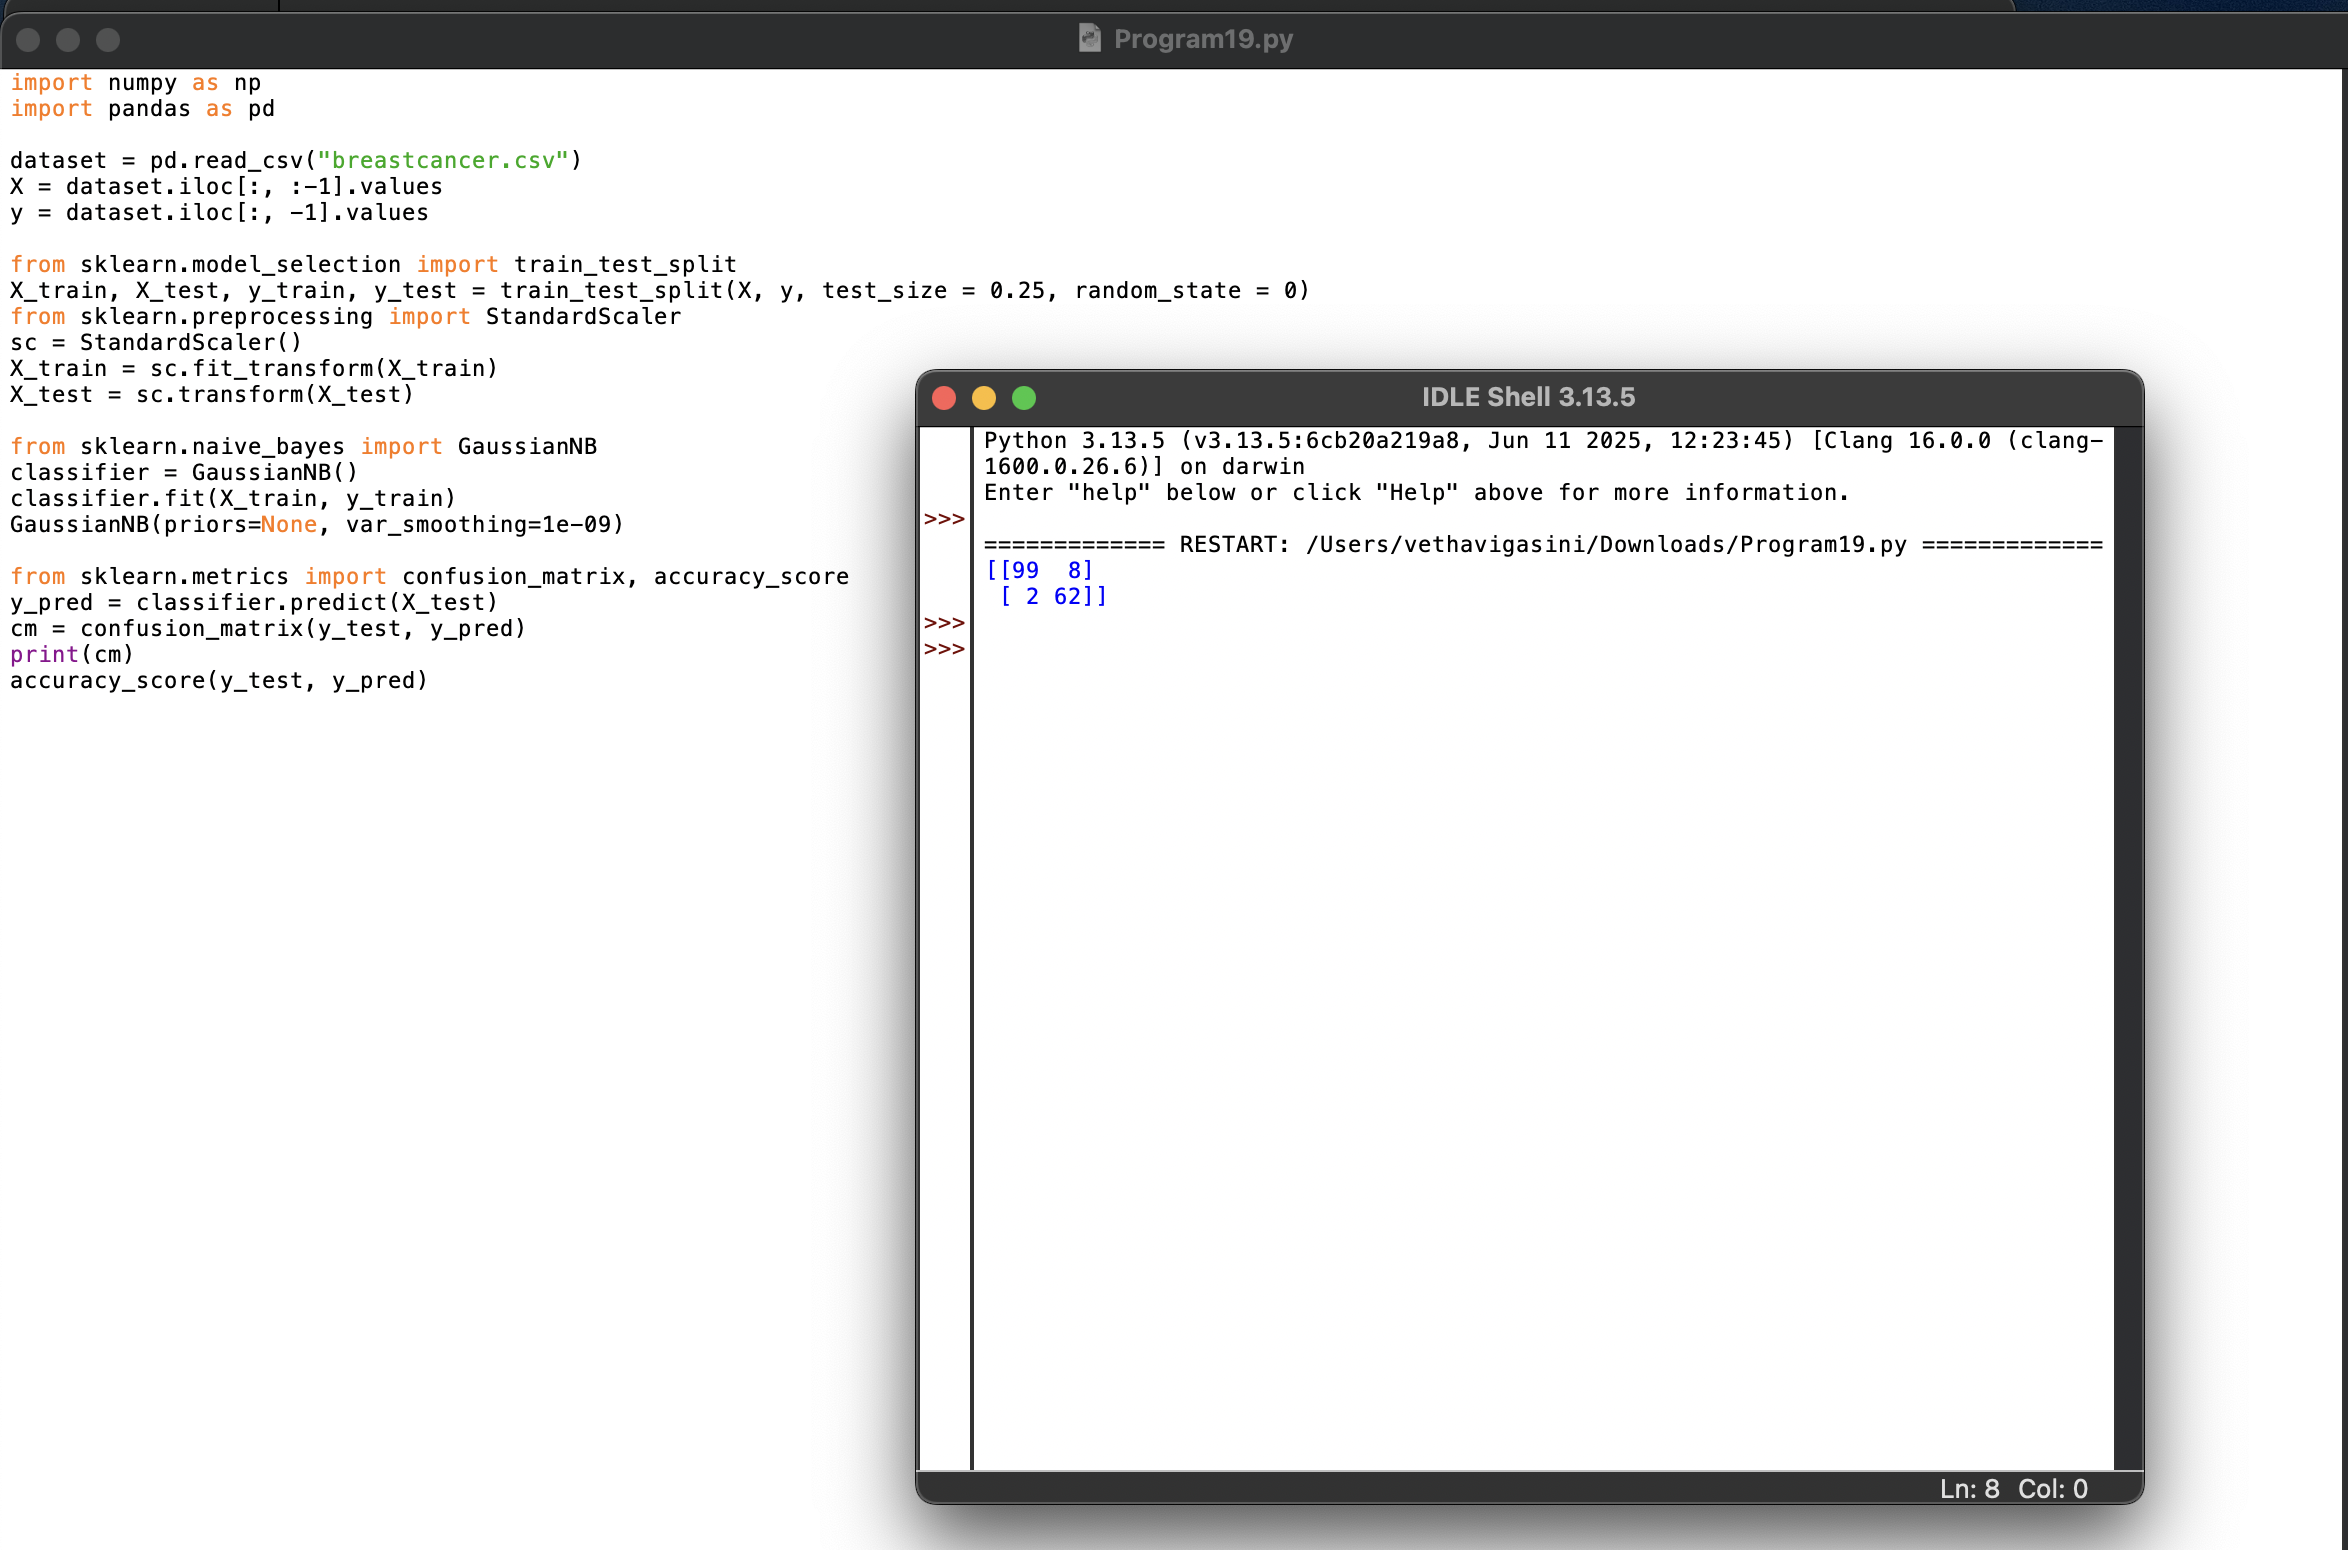 Program19.py
import numpy as np
import pandas as pd
dataset = pd.read_csv("breastcancer.csv")
X = dataset.iloc[:, :-1].values
y = dataset.iloc[:, -1].values
from sklearn.model_selection import train_test_split
X_train, X_test, y_train, y_test = train_test_split(X, y, test_size = 0.25, random_state = 0)
from sklearn.preprocessing import StandardScaler
sc = StandardScaler()
X_train = sc.fit_transform(X_train)
X_test = sc.transform(X_test)
from sklearn.naive_bayes import GaussianNB
classifier = GaussianNB()
classifier.fit(X_train, y_train)
GaussianNB(priors=None, var_smoothing=1e-09)
from sklearn.metrics import confusion_matrix, accuracy_score
y_pred = classifier.predict(X_test)
cm = confusion_matrix(y_test, y_pred)
print(cm)
accuracy_score(y_test, y_pred)
IDLE Shell 3.13.5
Python 3.13.5 (v3.13.5:6cb20a219a8, Jun 11 2025, 12:23:45) [Clang 16.0.0 (clang-
1600.0.26.6)] on darwin
Enter "help" below or click "Help" above for more information.
>>>
============= RESTART: /Users/vethavigasini/Downloads/Program19.py =============
[[99  8]
 [ 2 62]]
>>>
>>>
Ln: 8 Col: 0